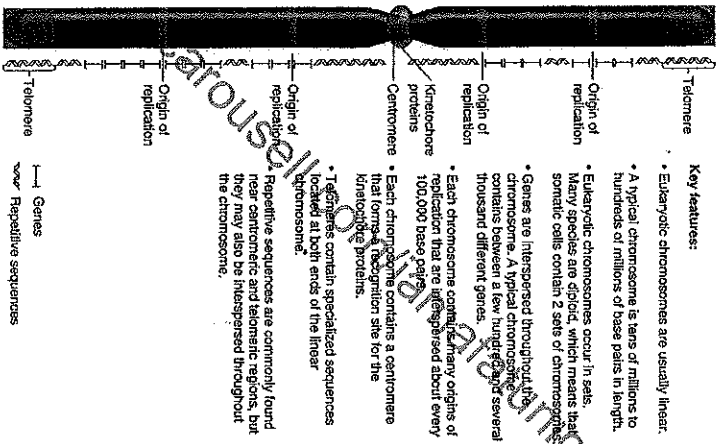 Telomere
Origin of
replication
Origin of
replication
Kinetochore
proteins
Centromere
Origin of
replication
Origin of
replication
Telomere
Key features:
• Eukaryotic chromosomes are usually linear.
• A typical chromosome is tens of millions to
hundreds of millions of base pairs in length.
• Eukaryotic chromosomes occur in sets.
Many species are diploid, which means that
somatic cells contain 2 sets of chromosomes.
• Genes are interspersed throughout the
chromosome. A typical chromosome
contains between a few hundred and several
thousand different genes.
• Each chromosome contains many origins of
replication that are interspersed about every
100,000 base pairs.
• Each chromosome contains a centromere
that forms a recognition site for the
kinetochore proteins.
• Telomeres contain specialized sequences
located at both ends of the linear
chromosome.
• Repetitive sequences are commonly found
near centromeric and telomeric regions, but
they may also be interspersed throughout
the chromosome.
Genes
Repetitive sequences